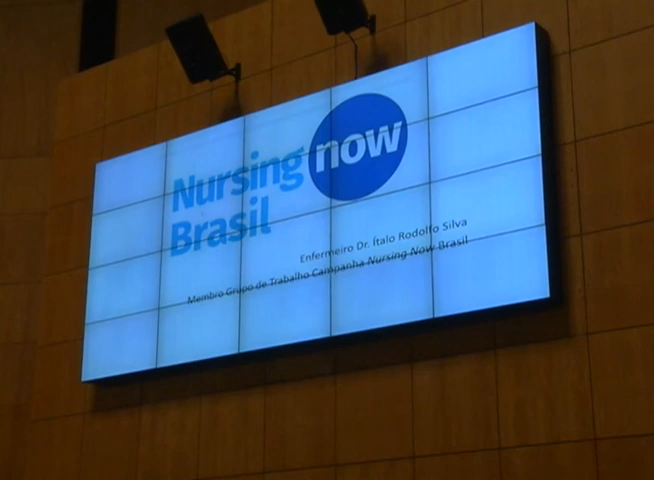 Nursing now
Brasil
Enfermeiro Dr. Ítalo Rodolfo Silva
Membro Grupo de Trabalho Campanha Nursing Now Brasil